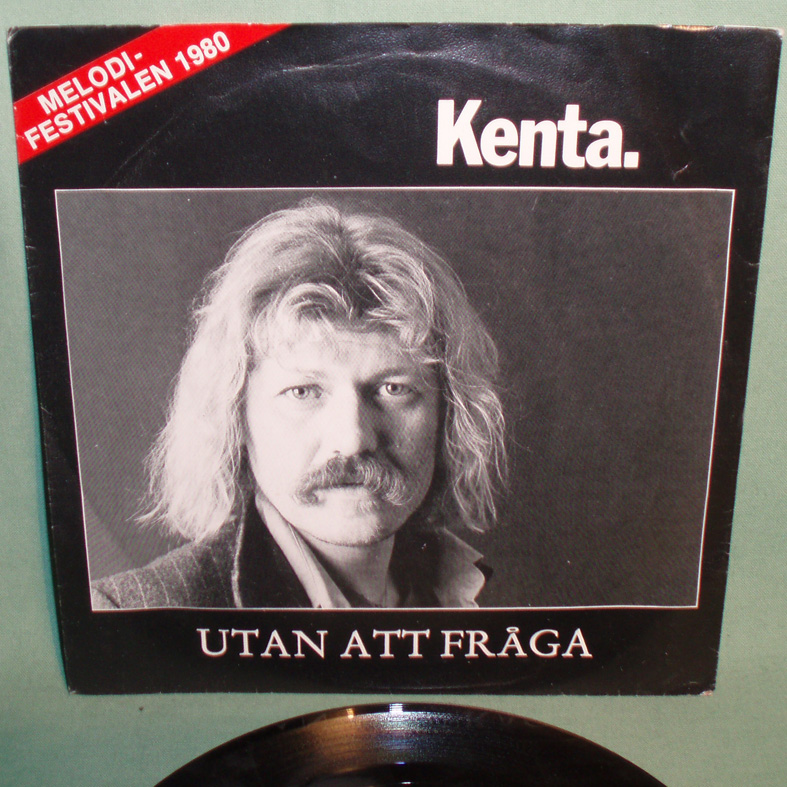 MELODI-
FESTIVALEN 1980
Kenta.
UTAN ATT FRÅGA